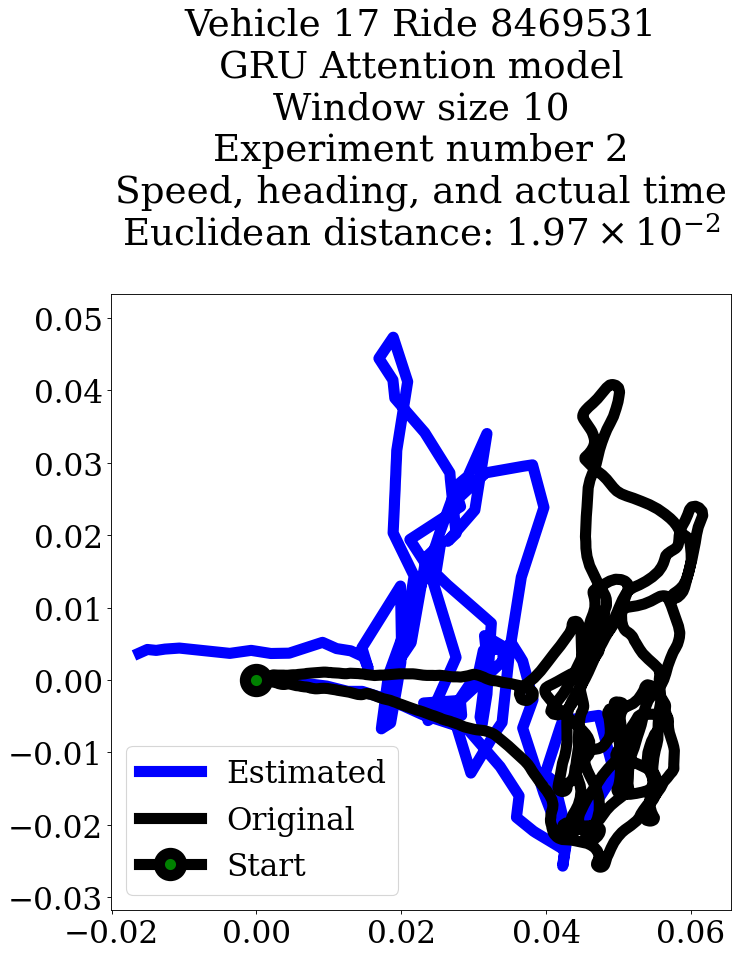 Vehicle 17 Ride 8469531
GRU Attention model
Window size 10
Experiment number 2
Speed, heading, and actual time
Euclidean distance: 1.97 × 10⁻²
0.05
0.04
0.03
0.02
0.01
0.00
−0.01
−0.02
−0.03
Estimated
Original
Start
−0.02 0.00 0.02 0.04 0.06